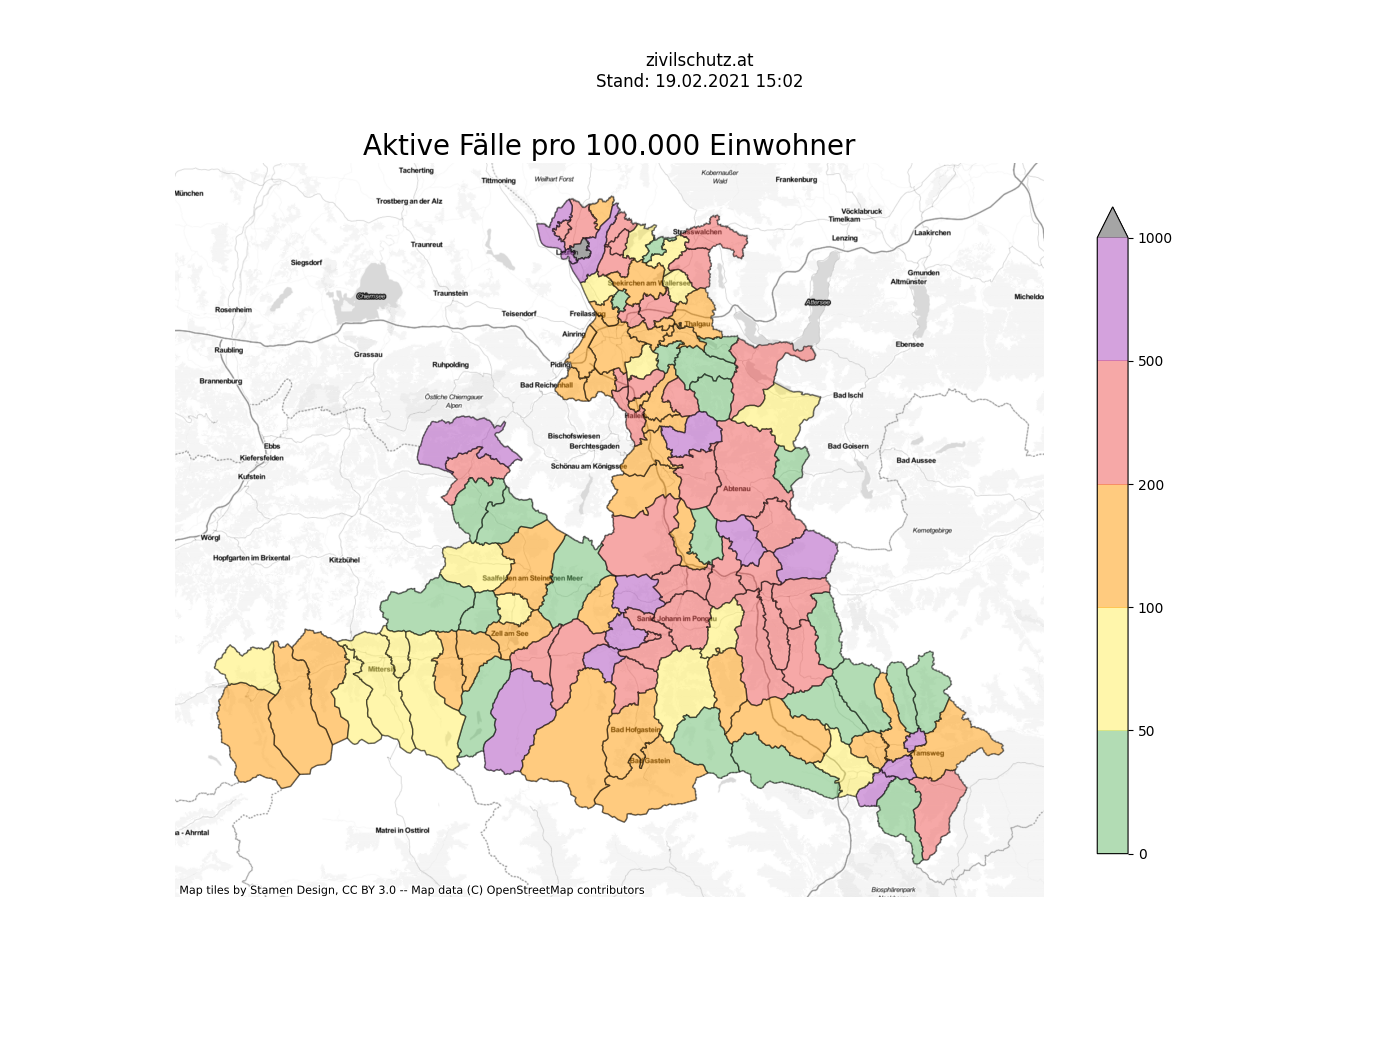 zivilschutz.at
Stand: 19.02.2021 15:02
Aktive Fälle pro 100.000 Einwohner
Tacherting
Tittmoning
Weilhart Forst
Kobernaußer
Wald
Frankenburg
München
Trostberg an der Alz
Vöcklabruck
Timelkam
Laakirchen
Strasswalchen
Lenzing
Traunreut
Siegsdorf
Gmunden
Altmünster
Seekirchen am Wallersee
Chiemsee
Traunstein
Attersee
Micheldo
Rosenheim
Teisendorf
Freilassing
Thalgau
Ainring
Ebensee
Raubling
Grassau
Ruhpolding
Piding
Brannenburg
Bad Reichenhall
Östliche Chiemgauer
Alpen
Bad Ischl
Hallein
Bischofswiesen
Berchtesgaden
Ebbs
Kiefersfelden
Bad Goisern
Bad Aussee
Schönau am Königssee
Kufstein
Abtenau
Kemetgebirge
Wörgl
Hopfgarten im Brixental
Kitzbühel
Saalfelden am Steinernen Meer
Sankt Johann im Pongau
Zell am See
Mittersill
Bad Hofgastein
Bad Gastein
Tamsweg
Matrei in Osttirol
a - Ahrntal
Biosphärenpark
Map tiles by Stamen Design, CC BY 3.0 -- Map data (C) OpenStreetMap contributors
1000
500
200
100
50
0